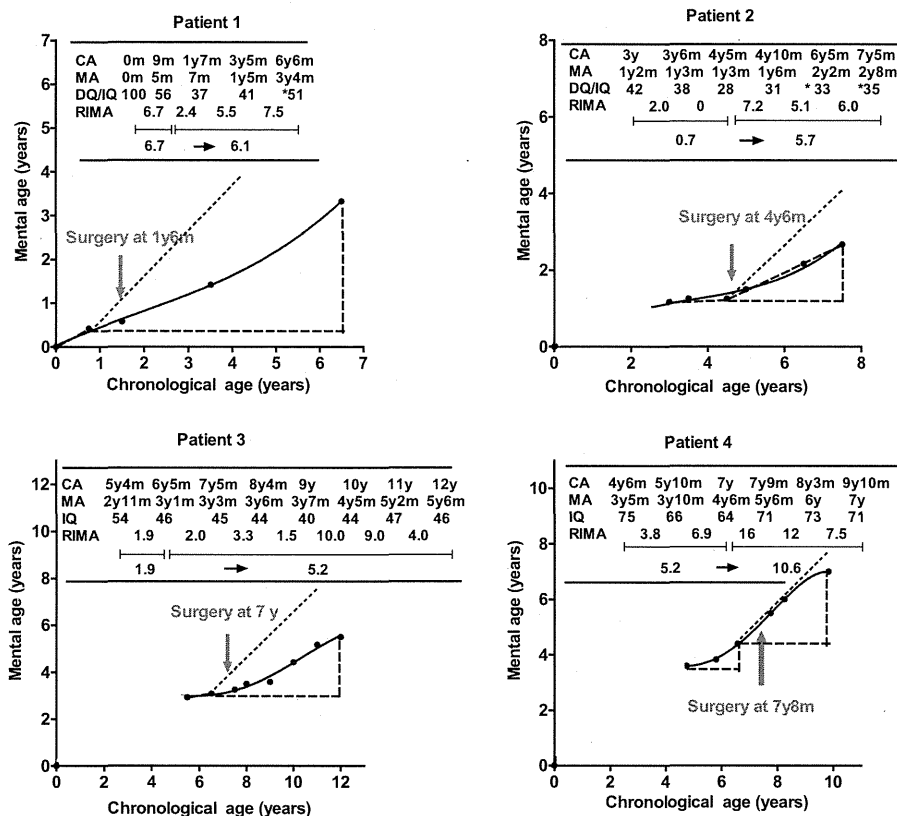 Patient 1
CA 0m 9m 1y7m 3y5m 6y6m
MA 0m 5m 7m 1y5m 3y4m
DQ/IQ 100 56 37 41 *51
RIMA 6.7 2.4 5.5 7.5
6.7 → 6.1
Surgery at 1y6m
Mental age (years)
0 1 2 3 4 5 6 7
0 1 2 3 4 5 6 7
Chronological age (years)
Patient 2
CA 3y 3y6m 4y5m 4y10m 6y5m 7y5m
MA 1y2m 1y3m 1y3m 1y6m 2y2m 2y8m
DQ/IQ 42 38 28 31 * 33 *35
RIMA 2.0 0 7.2 5.1 6.0
0.7 → 5.7
Surgery at 4y6m
Mental age (years)
0 2 4 6 8
0 2 4 6 8
Chronological age (years)
Patient 3
CA 5y4m 6y5m 7y5m 8y4m 9y 10y 11y 12y
MA 2y11m 3y1m 3y3m 3y6m 3y7m 4y5m 5y2m 5y6m
IQ 54 46 45 44 40 44 47 46
RIMA 1.9 2.0 3.3 1.5 10.0 9.0 4.0
1.9 → 5.2
Surgery at 7 y
Mental age (years)
0 2 4 6 8 10 12
0 2 4 6 8 10 12
Chronological age (years)
Patient 4
CA 4y6m 5y10m 7y 7y9m 8y3m 9y10m
MA 3y5m 3y10m 4y6m 5y6m 6y 7y
IQ 75 66 64 71 73 71
RIMA 3.8 6.9 16 12 7.5
5.2 → 10.6
Surgery at 7y8m
Mental age (years)
0 2 4 6 8 10
0 2 4 6 8 10
Chronological age (years)